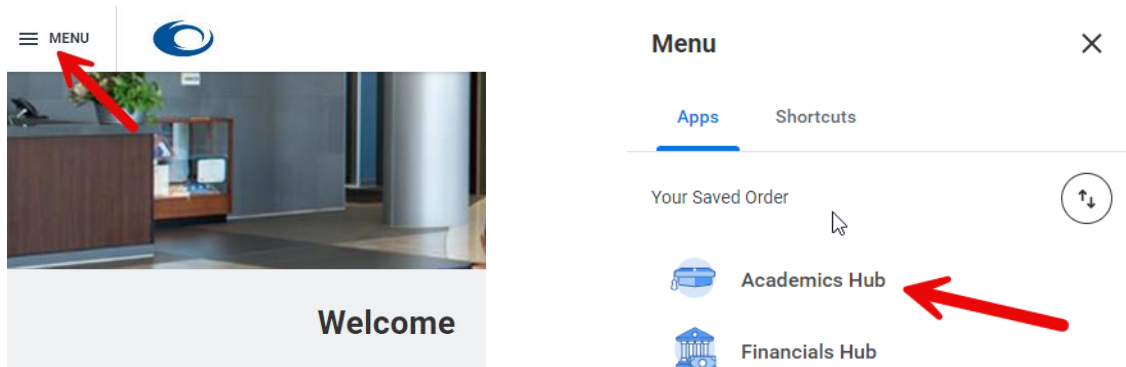 MENU
Welcome
Menu
Apps Shortcuts
Your Saved Order
Academics Hub
Financials Hub